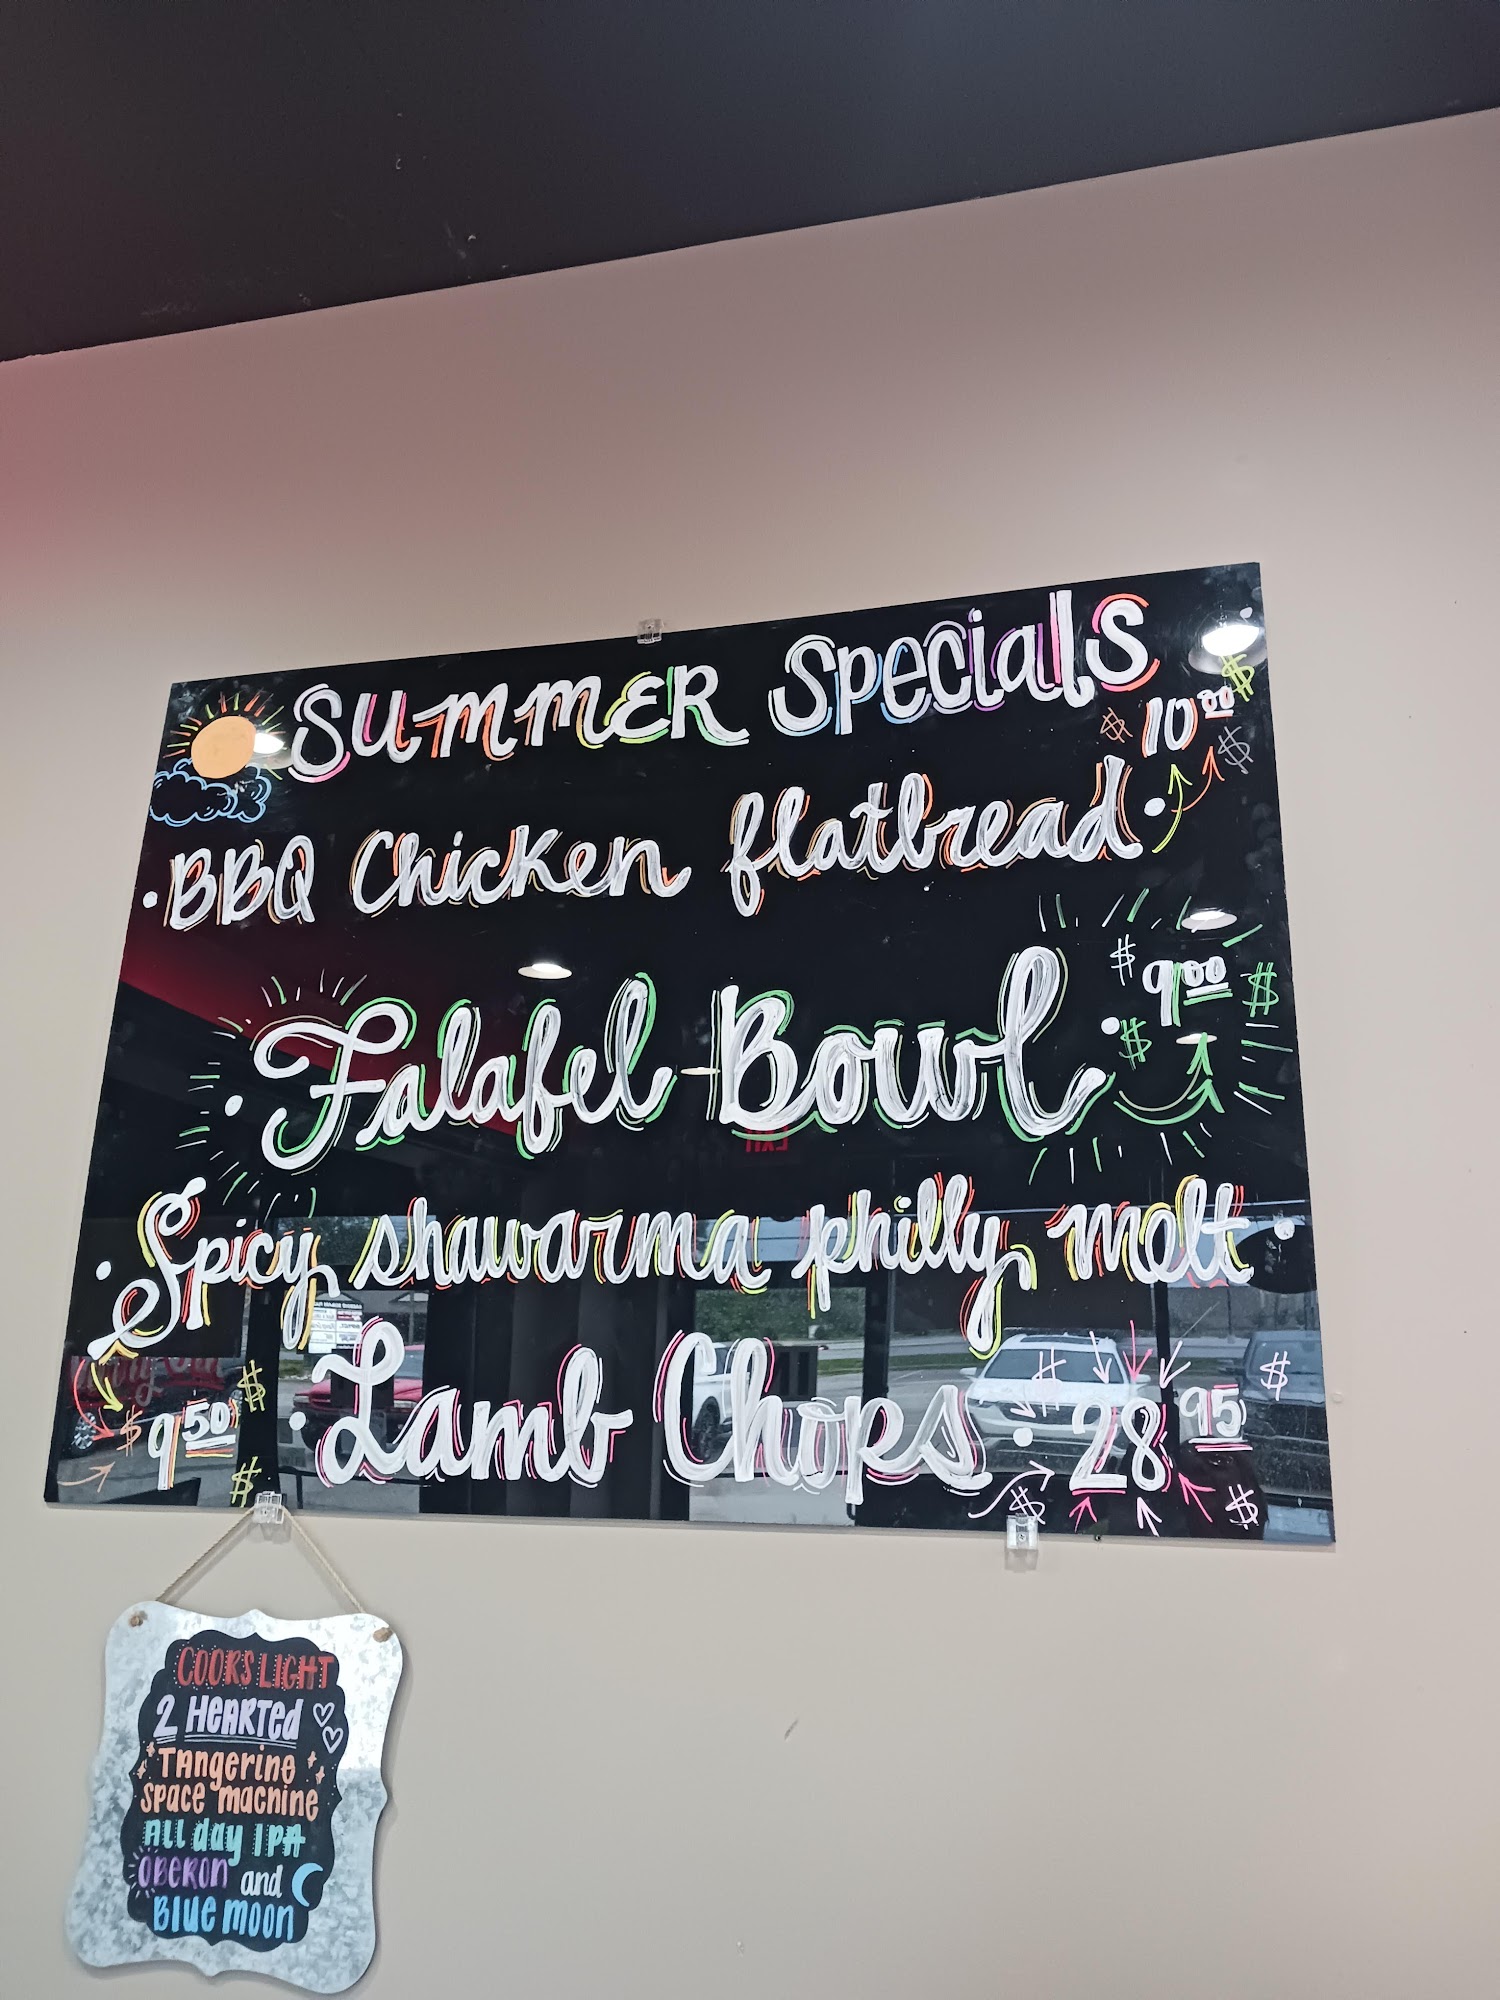 SUMMER Specials
$ 10.00 $ $
• BBQ Chicken flatbread •
$ 9.00 $ $
• Falafel Bowl •
• Spicy shawarma philly melt •
$ 9.50 $ $
• Lamb Chops • $ 28.95 $ $ $
EXIT
COORS LIGHT
2 HEARTED
TANGERINE
SPACE MACHINE
ALL DAY IPA
OBERON and
BLUE MOON